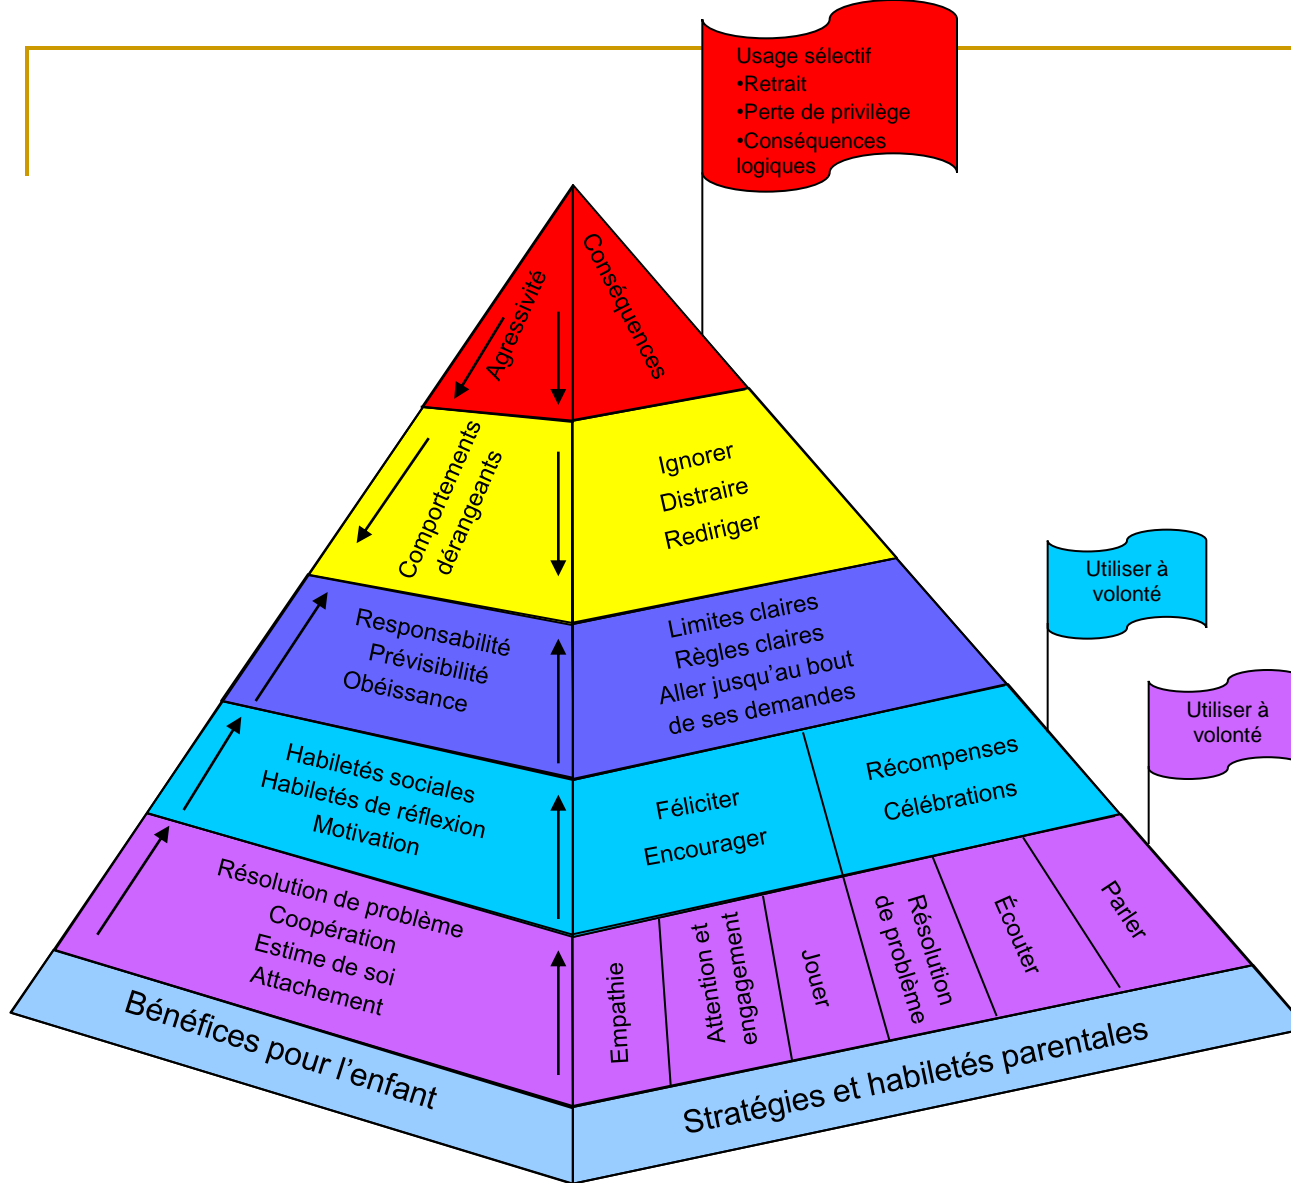 Usage sélectif
•Retrait
•Perte de privilège
•Conséquences
logiques
Agressivité
Conséquences
Comportements
dérangeants
Ignorer
Distraire
Rediriger
Responsabilité
Prévisibilité
Obéissance
Limites claires
Règles claires
Aller jusqu’au bout
de ses demandes
Utiliser à
volonté
Habiletés sociales
Habiletés de réflexion
Motivation
Féliciter
Encourager
Récompenses
Célébrations
Utiliser à
volonté
Résolution de problème
Coopération
Estime de soi
Attachement
Empathie
Attention et
engagement
Jouer
Résolution
de problème
Écouter
Parler
Bénéfices pour l’enfant
Stratégies et habiletés parentales